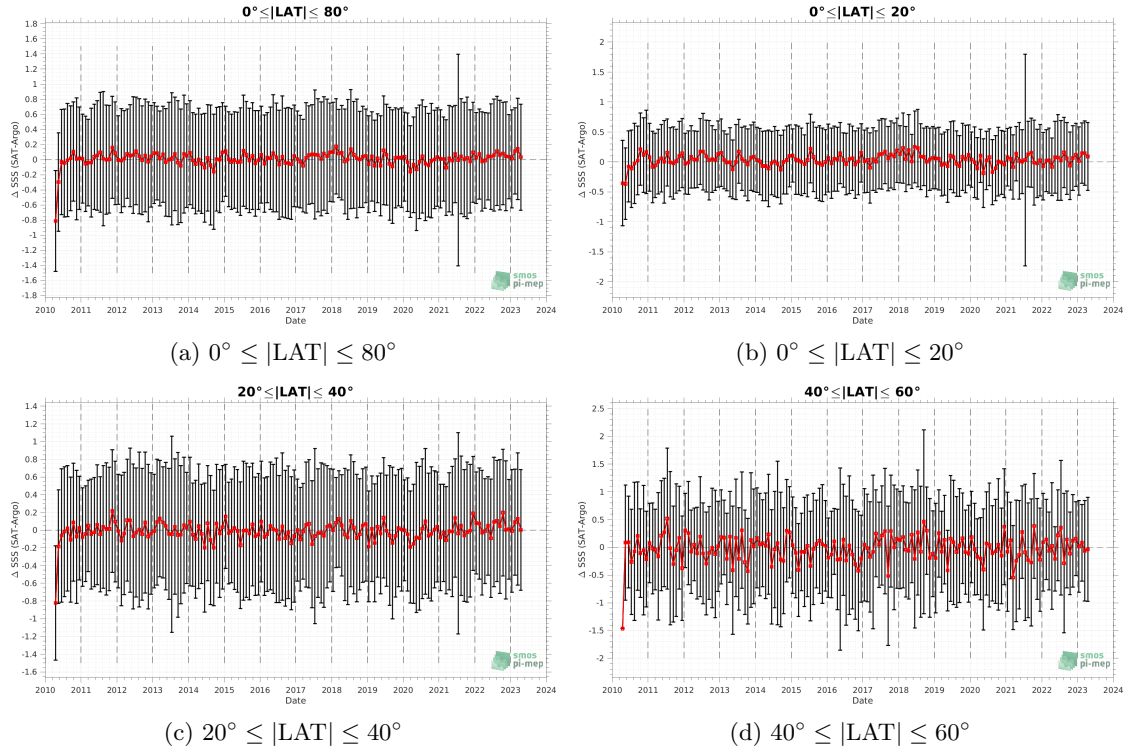 0°≤|LAT|≤ 80°
Δ SSS (SAT-Argo)
1.8
1.6
1.4
1.2
1
0.8
0.6
0.4
0.2
0
-0.2
-0.4
-0.6
-0.8
-1
-1.2
-1.4
-1.6
-1.8
smos
pi-mep
2010 2011 2012 2013 2014 2015 2016 2017 2018 2019 2020 2021 2022 2023 2024
Date
(a) 0° ≤ |LAT| ≤ 80°
0°≤|LAT|≤ 20°
Δ SSS (SAT-Argo)
2
1.5
1
0.5
0
-0.5
-1
-1.5
-2
smos
pi-mep
2010 2011 2012 2013 2014 2015 2016 2017 2018 2019 2020 2021 2022 2023 2024
Date
(b) 0° ≤ |LAT| ≤ 20°
20°≤|LAT|≤ 40°
Δ SSS (SAT-Argo)
1.4
1.2
1
0.8
0.6
0.4
0.2
0
-0.2
-0.4
-0.6
-0.8
-1
-1.2
-1.4
-1.6
smos
pi-mep
2010 2011 2012 2013 2014 2015 2016 2017 2018 2019 2020 2021 2022 2023 2024
Date
(c) 20° ≤ |LAT| ≤ 40°
40°≤|LAT|≤ 60°
Δ SSS (SAT-Argo)
2.5
2
1.5
1
0.5
0
-0.5
-1
-1.5
-2
smos
pi-mep
2010 2011 2012 2013 2014 2015 2016 2017 2018 2019 2020 2021 2022 2023 2024
Date
(d) 40° ≤ |LAT| ≤ 60°